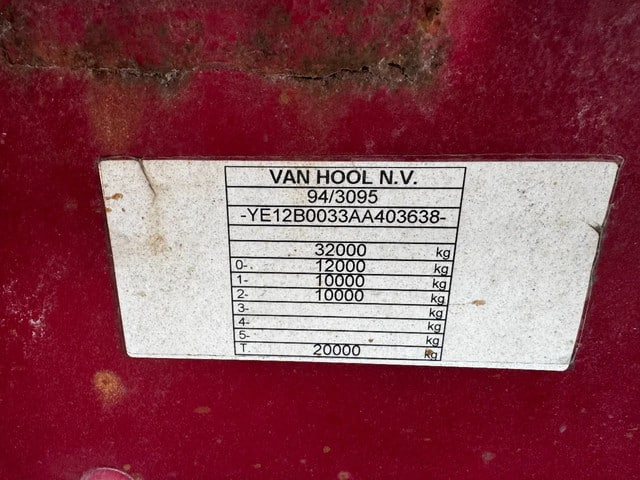 VAN HOOL N.V.
94/3095
-YE12B0033AA403638-
32000 kg
0- 12000 kg
1- 10000 kg
2- 10000 kg
3- kg
4- kg
5- kg
T. 20000 kg